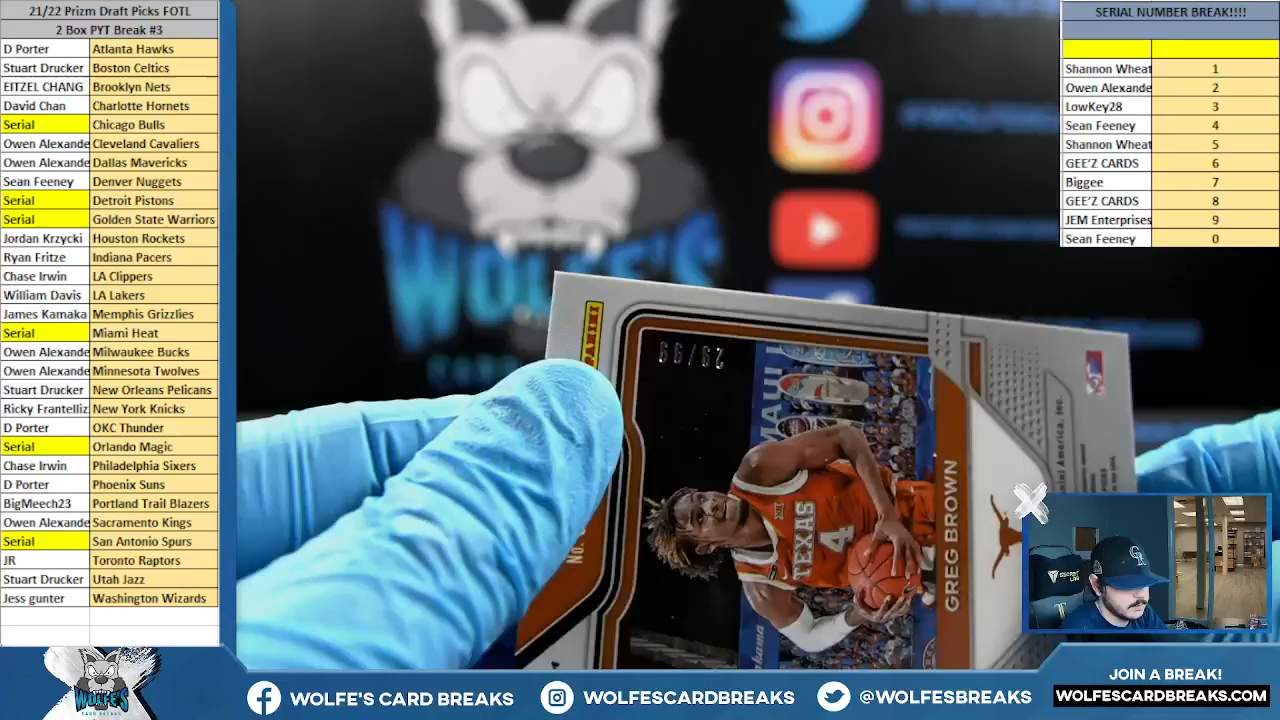 21/22 Prizm Draft Picks FOTL
2 Box PYT Break #3
D Porter Atlanta Hawks
Stuart Drucker Boston Celtics
EITZEL CHANG Brooklyn Nets
David Chan Charlotte Hornets
Serial Chicago Bulls
Owen Alexande Cleveland Cavaliers
Owen Alexande Dallas Mavericks
Sean Feeney Denver Nuggets
Serial Detroit Pistons
Serial Golden State Warriors
Jordan Krzycki Houston Rockets
Ryan Fritze Indiana Pacers
Chase Irwin LA Clippers
William Davis LA Lakers
James Kamaka Memphis Grizzlies
Serial Miami Heat
Owen Alexande Milwaukee Bucks
Owen Alexande Minnesota Twolves
Stuart Drucker New Orleans Pelicans
Ricky Frantelliz New York Knicks
D Porter OKC Thunder
Serial Orlando Magic
Chase Irwin Philadelphia Sixers
D Porter Phoenix Suns
BigMeech23 Portland Trail Blazers
Owen Alexande Sacramento Kings
Serial San Antonio Spurs
JR Toronto Raptors
Stuart Drucker Utah Jazz
Jess gunter Washington Wizards
SERIAL NUMBER BREAK!!!!
Shannon Wheat 1
Owen Alexande 2
LowKey28 3
Sean Feeney 4
Shannon Wheat 5
GEE'Z CARDS 6
Biggee 7
GEE'Z CARDS 8
JEM Enterprises 9
Sean Feeney 0
WOLFE'S
PANINI
29/99
MAUI
TEXAS
4
GREG BROWN
No.
America, Inc.
CR
WOLFE'S
CARD BREAKS
WOLFE'S CARD BREAKS
WOLFESCARDBREAKS
@WOLFESBREAKS
JOIN A BREAK!
WOLFESCARDBREAKS.COM